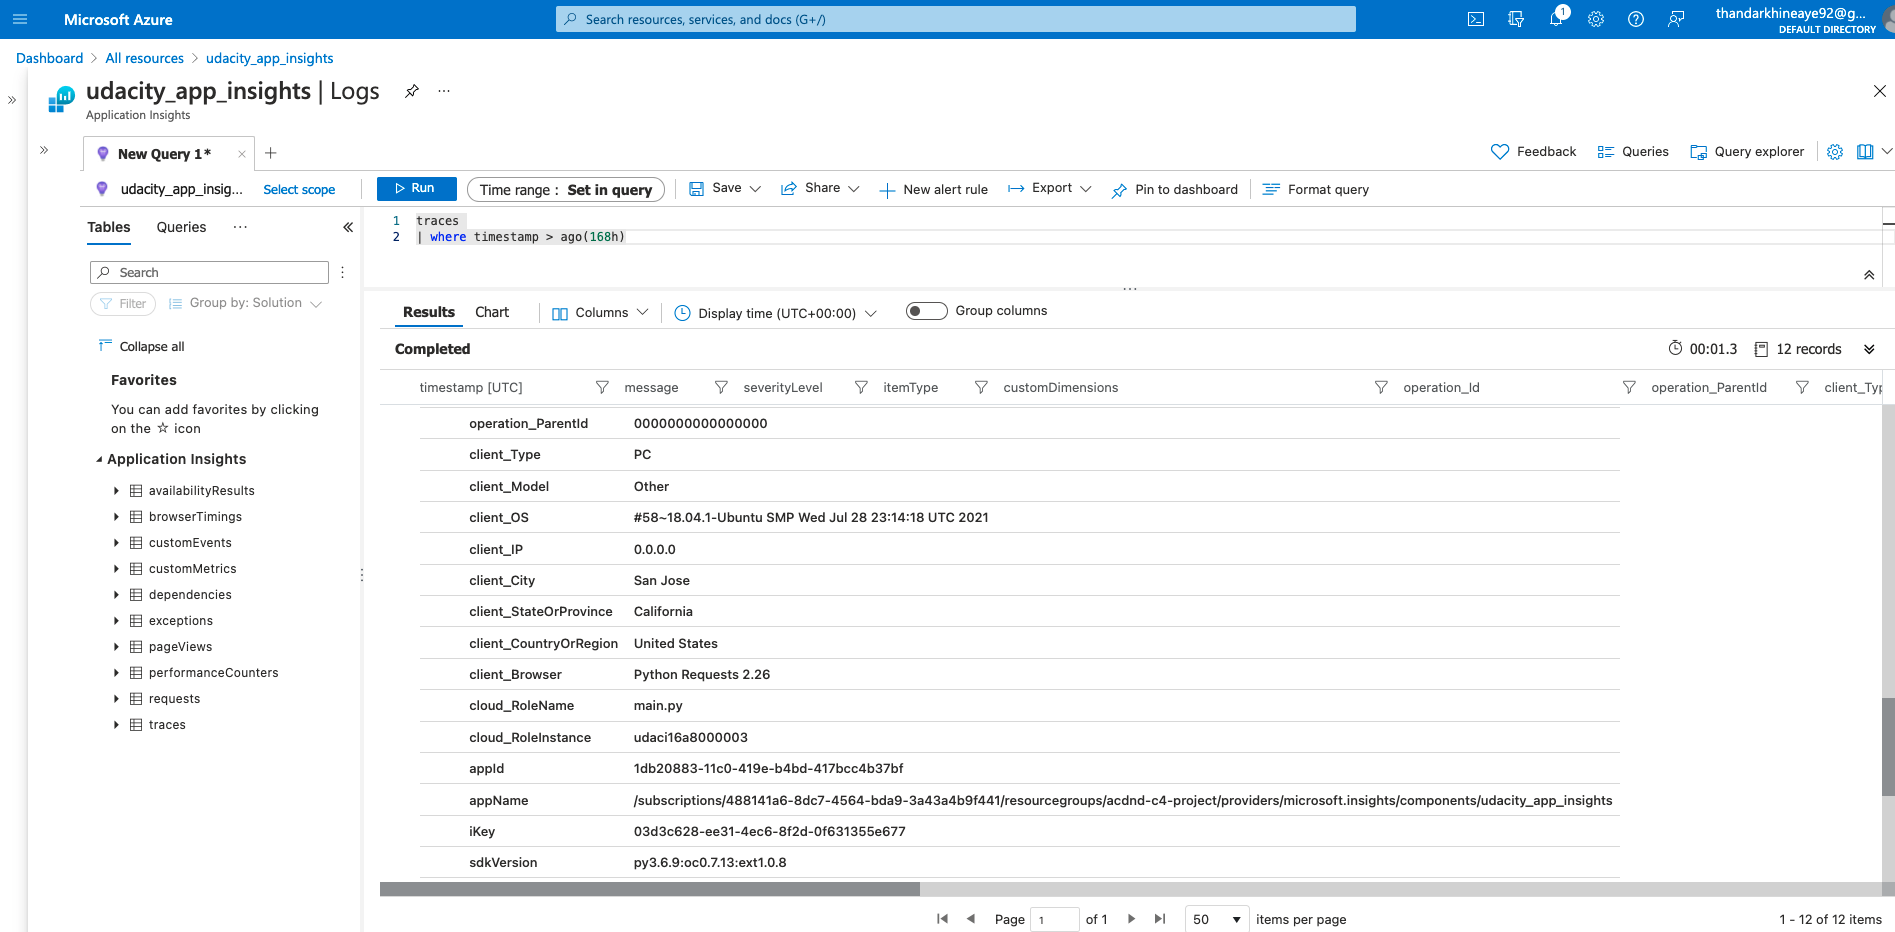 Microsoft Azure
Search resources, services, and docs (G+/)
1
thandarkhineaye92@g...
DEFAULT DIRECTORY
Dashboard > All resources > udacity_app_insights
udacity_app_insights | Logs
...
Application Insights
New Query 1*
Feedback
Queries
Query explorer
udacity_app_insig...
Select scope
Run
Time range : Set in query
Save
Share
New alert rule
Export
Pin to dashboard
Format query
Tables
Queries
...
1 traces
2 | where timestamp > ago(168h)
Search
Filter
Group by: Solution
Collapse all
Favorites
You can add favorites by clicking
on the ☆ icon
Application Insights
availabilityResults
browserTimings
customEvents
customMetrics
dependencies
exceptions
pageViews
performanceCounters
requests
traces
Results
Chart
Columns
Display time (UTC+00:00)
Group columns
Completed
00:01.3
12 records
timestamp [UTC] message severityLevel itemType customDimensions operation_Id operation_ParentId client_Typ
operation_ParentId 0000000000000000
client_Type PC
client_Model Other
client_OS #58~18.04.1-Ubuntu SMP Wed Jul 28 23:14:18 UTC 2021
client_IP 0.0.0.0
client_City San Jose
client_StateOrProvince California
client_CountryOrRegion United States
client_Browser Python Requests 2.26
cloud_RoleName main.py
cloud_RoleInstance udaci16a8000003
appId 1db20883-11c0-419e-b4bd-417bcc4b37bf
appName /subscriptions/488141a6-8dc7-4564-bda9-3a43a4b9f441/resourcegroups/acdnd-c4-project/providers/microsoft.insights/components/udacity_app_insights
iKey 03d3c628-ee31-4ec6-8f2d-0f631355e677
sdkVersion py3.6.9:oc0.7.13:ext1.0.8
Page 1 of 1
50 items per page
1 - 12 of 12 items